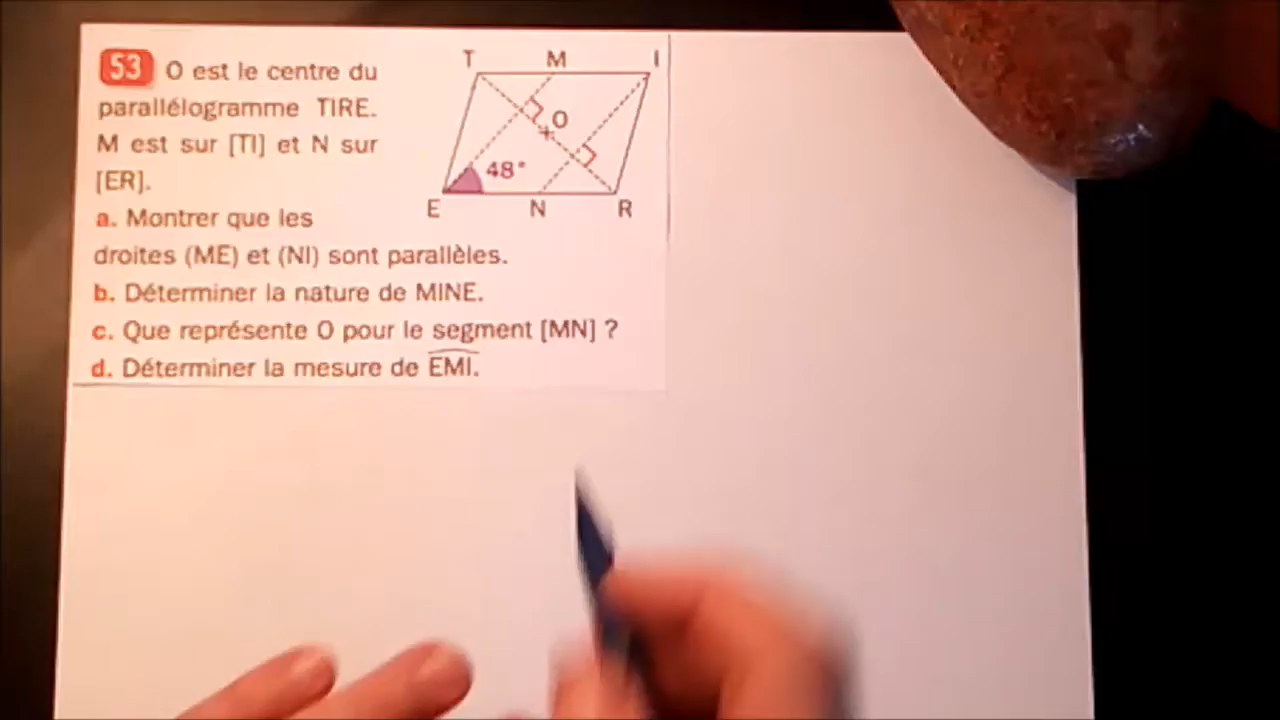 53 O est le centre du
parallélogramme TIRE.
M est sur [TI] et N sur
[ER].
a. Montrer que les
droites (ME) et (NI) sont parallèles.
b. Déterminer la nature de MINE.
c. Que représente O pour le segment [MN] ?
d. Déterminer la mesure de EMI.
T M I
O
48°
E N R